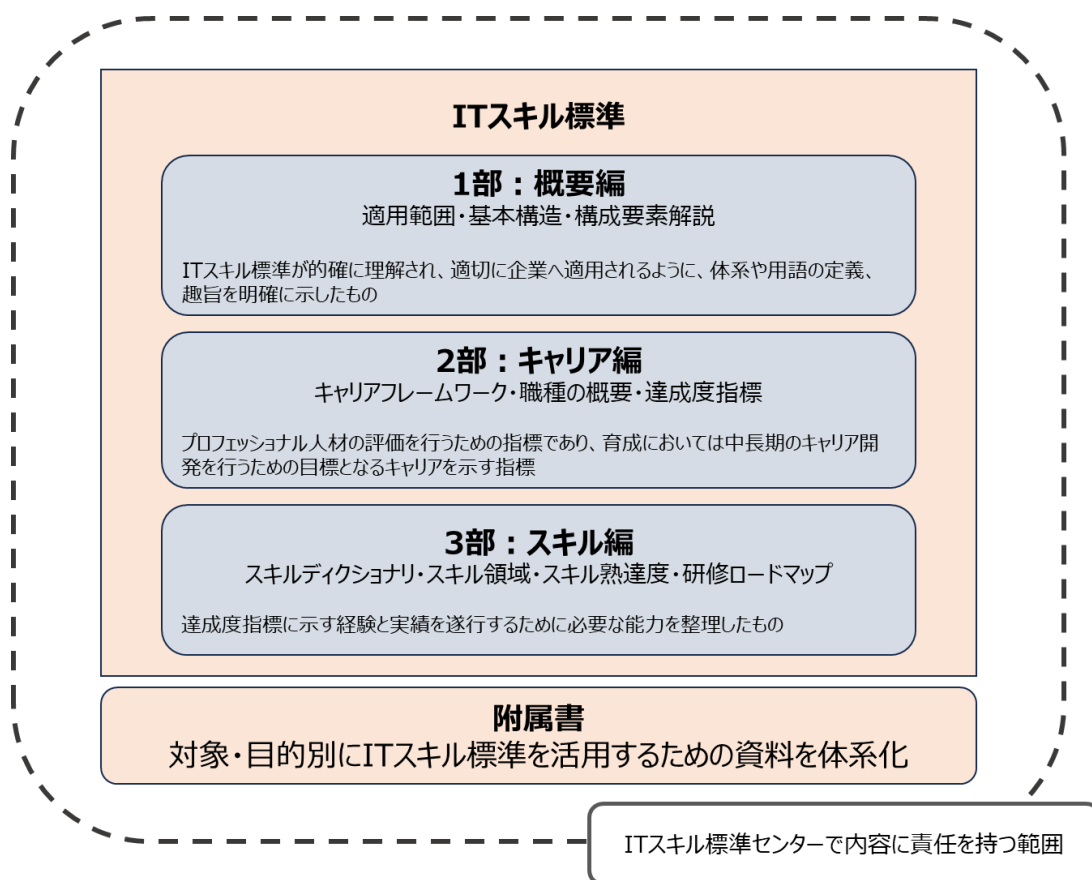 ITスキル標準
1部：概要編
適用範囲・基本構造・構成要素解説
ITスキル標準が的確に理解され、適切に企業へ適用されるように、体系や用語の定義、
趣旨を明確に示したもの
2部：キャリア編
キャリアフレームワーク・職種の概要・達成度指標
プロフェッショナル人材の評価を行うための指標であり、育成においては中長期のキャリア開
発を行うための目標となるキャリアを示す指標
3部：スキル編
スキルディクショナリ・スキル領域・スキル熟達度・研修ロードマップ
達成度指標に示す経験と実績を遂行するために必要な能力を整理したもの
附属書
対象・目的別にITスキル標準を活用するための資料を体系化
ITスキル標準センターで内容に責任を持つ範囲